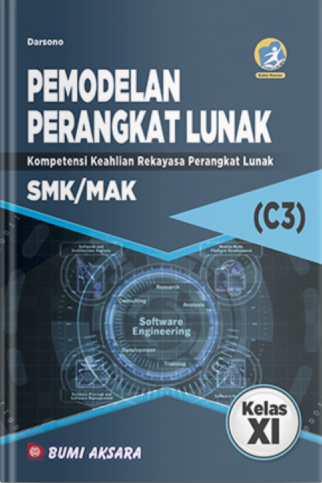 Darsono
PEMODELAN
PERANGKAT LUNAK
Kompetensi Keahlian Rekayasa Perangkat Lunak
SMK/MAK
(C3)
Research
Consulting
Analysis
Software
Engineering
Development
Training
Kelas
XI
BUMI AKSARA